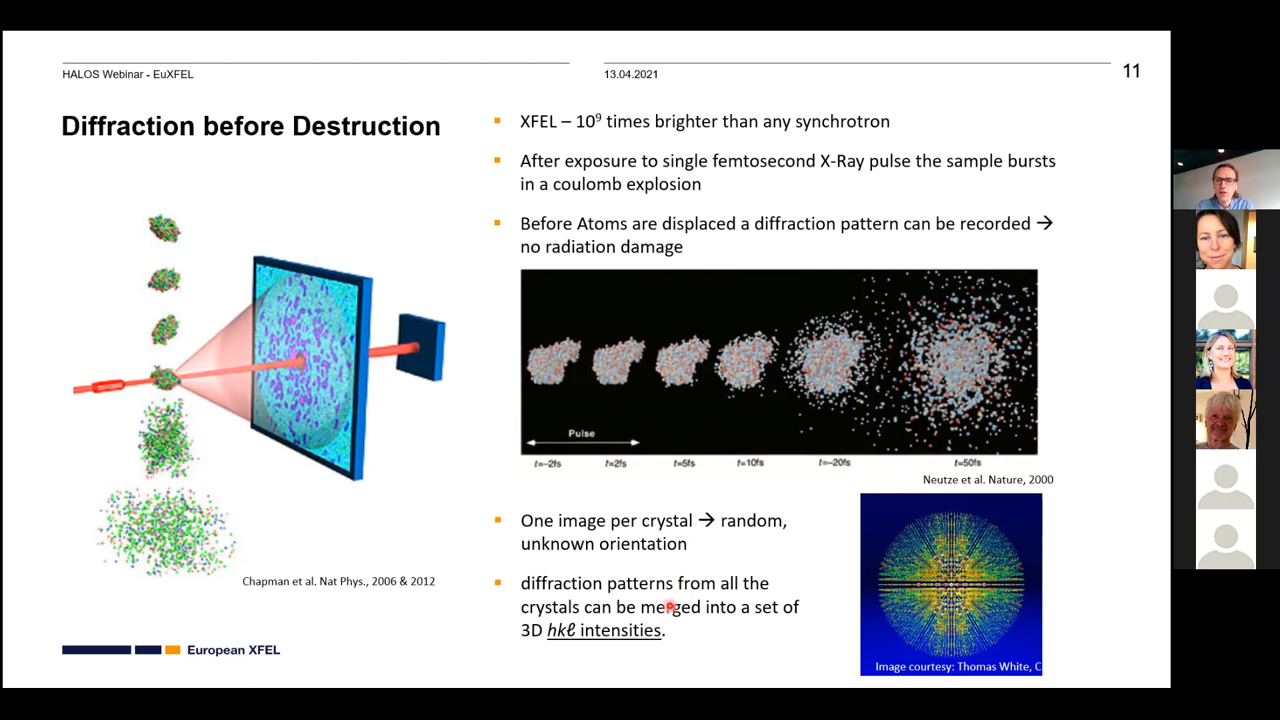 HALOS Webinar - EuXFEL
13.04.2021
11
Diffraction before Destruction
XFEL – 10⁹ times brighter than any synchrotron
After exposure to single femtosecond X-Ray pulse the sample bursts
in a coulomb explosion
Before Atoms are displaced a diffraction pattern can be recorded →
no radiation damage
Pulse
t=-2fs t=2fs t=5fs t=10fs t=-20fs t=50fs
Neutze et al. Nature, 2000
One image per crystal → random,
unknown orientation
diffraction patterns from all the
crystals can be merged into a set of
3D hkℓ intensities.
Chapman et al. Nat Phys., 2006 & 2012
Image courtesy: Thomas White, C
European XFEL